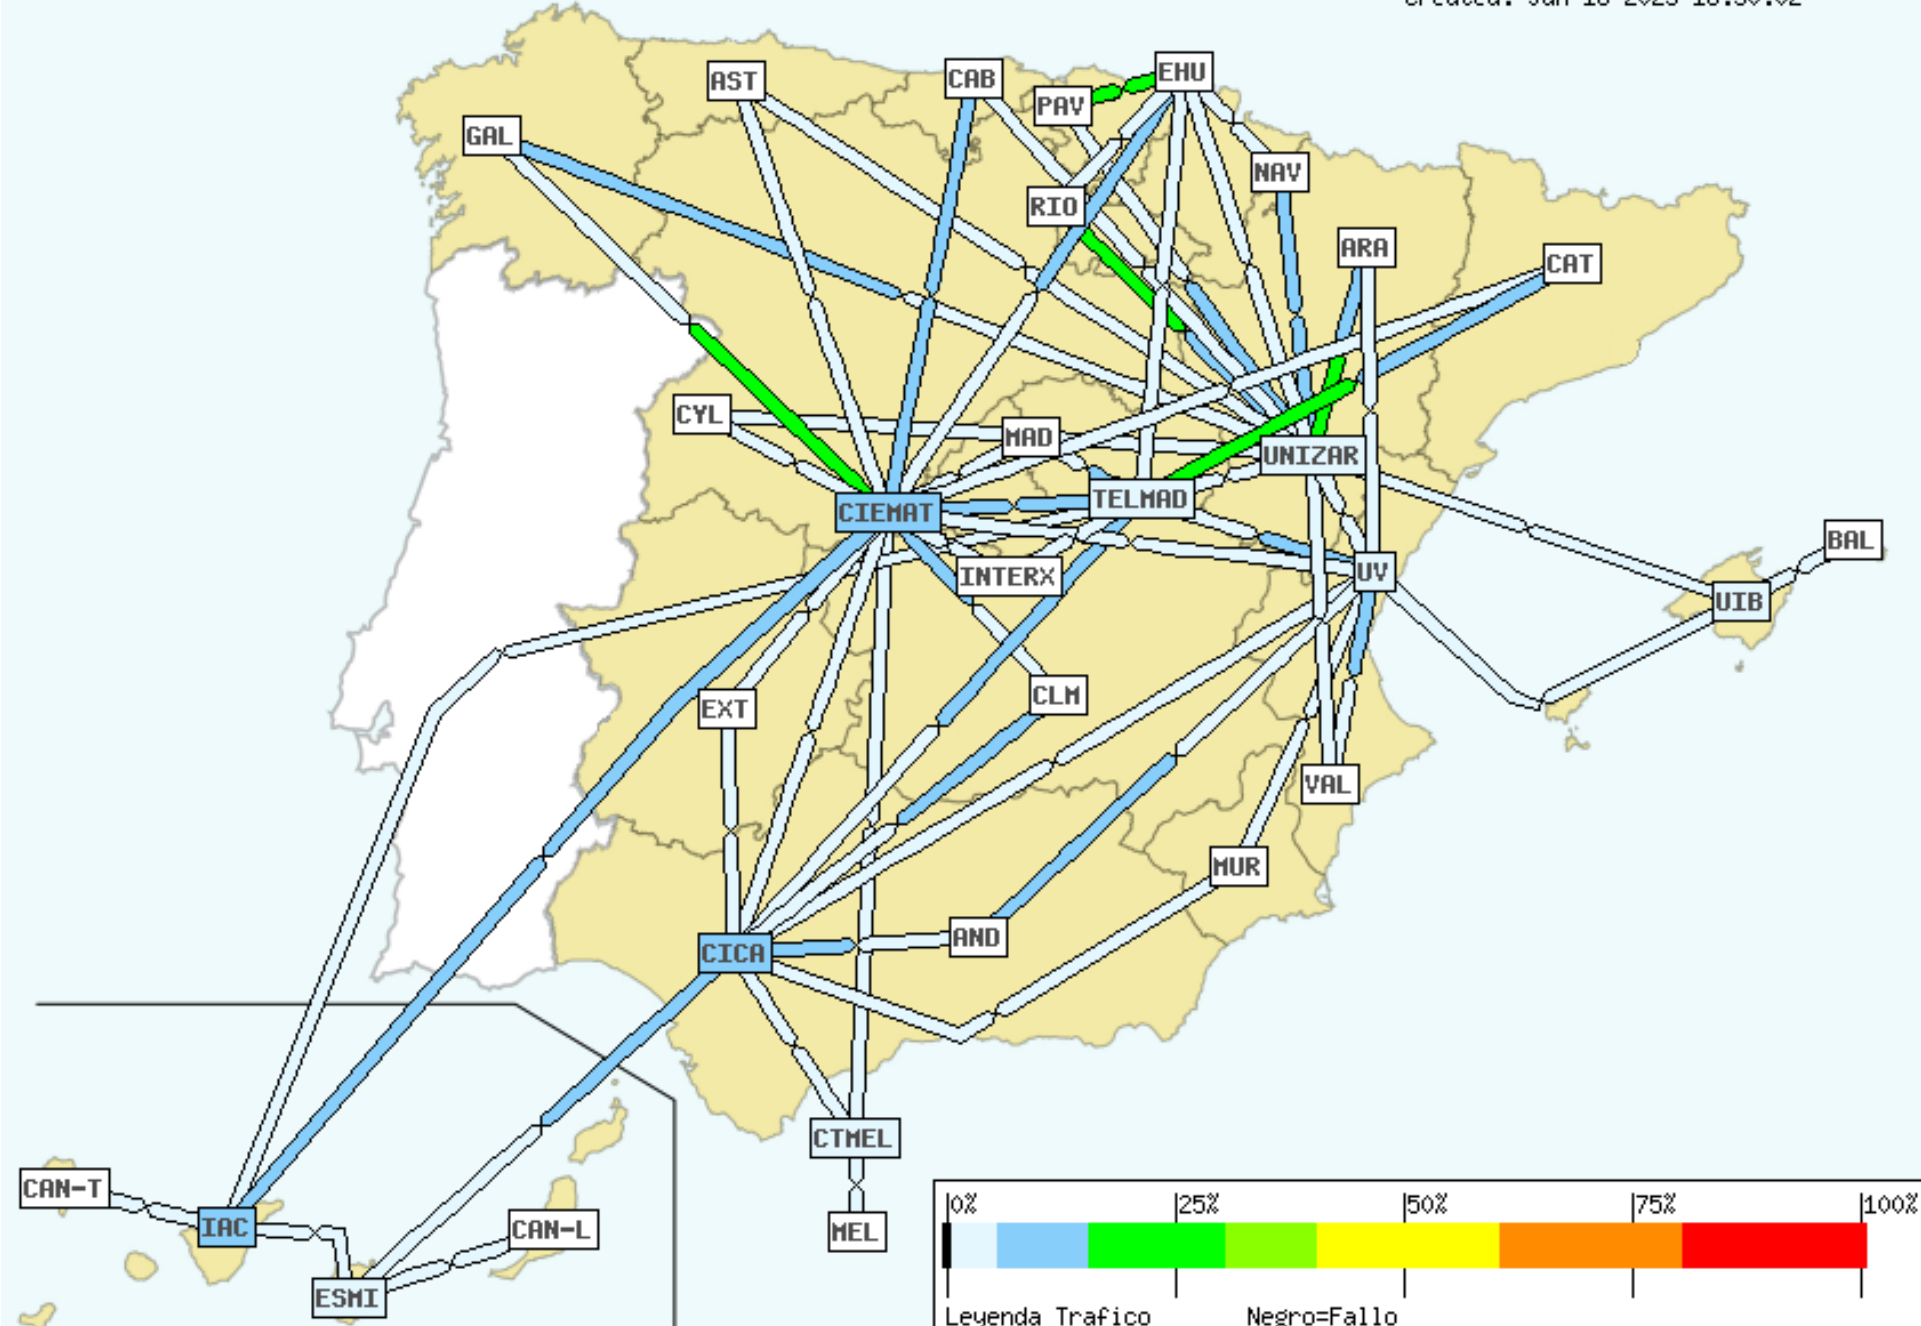 EHU
AST
CAB
PAV
GAL
NAV
RIO
ARA
CAT
CYL
MAD
UNIZAR
TELMAD
CIEMAT
BAL
INTERX
UV
UIB
EXT
CLM
VAL
MUR
AND
CICA
CTMEL
CAN-T
IAC
CAN-L
MEL
ESMI
0% 25% 50% 75% 100%
Leyenda Trafico Negro=Fallo